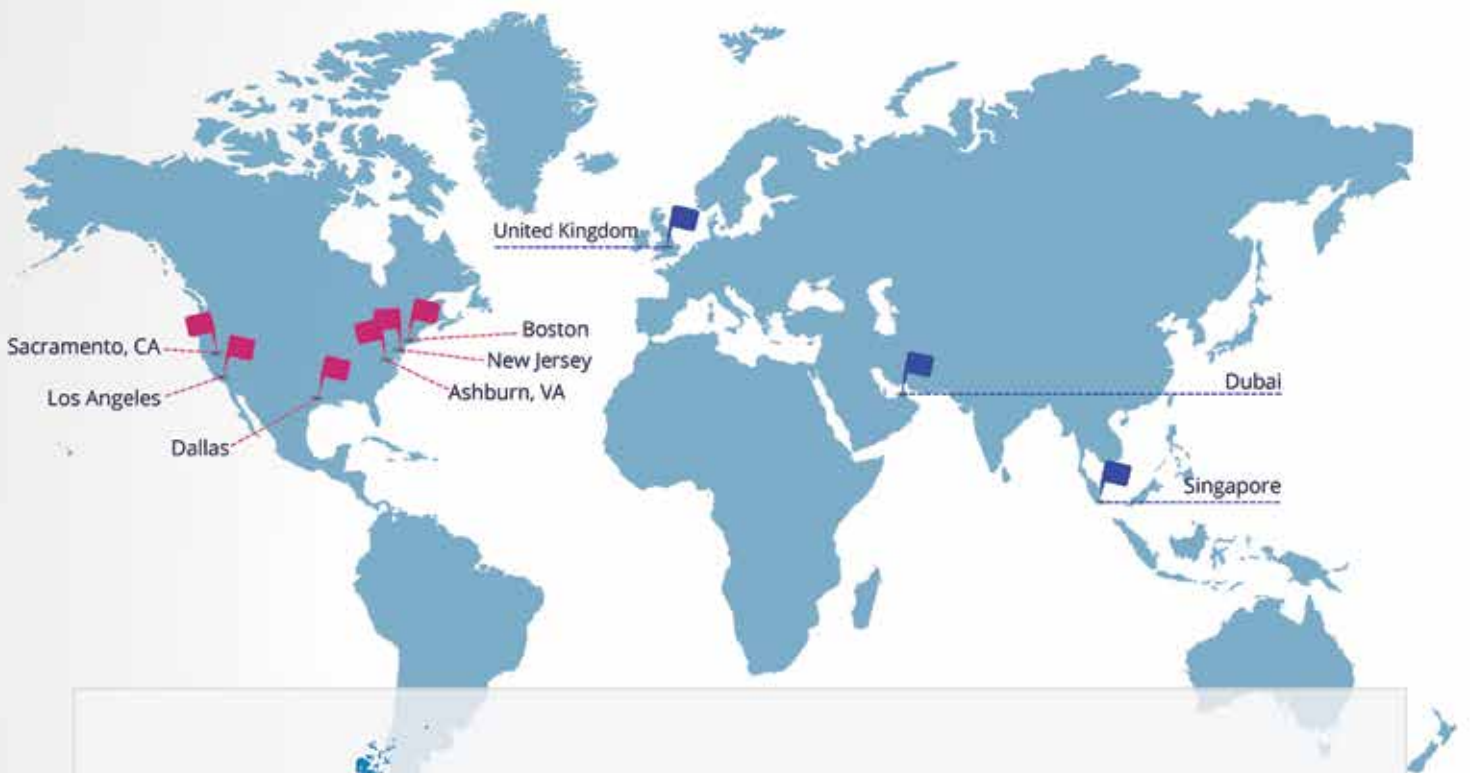 United Kingdom
Boston
Sacramento, CA
New Jersey
Dubai
Ashburn, VA
Los Angeles
Dallas
Singapore